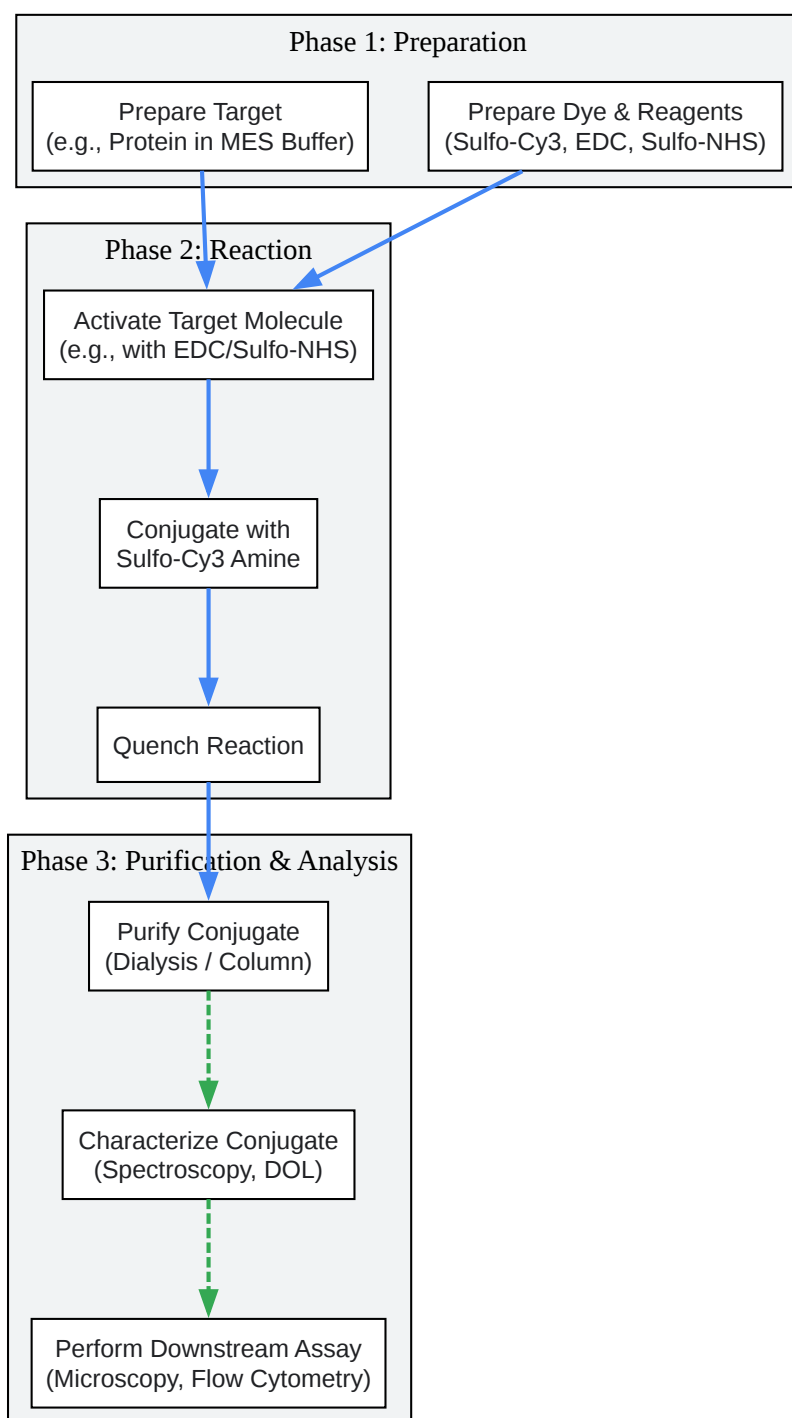 Phase 1: Preparation
Prepare Target
(e.g., Protein in MES Buffer)
Prepare Dye & Reagents
(Sulfo-Cy3, EDC, Sulfo-NHS)
Phase 2: Reaction
Activate Target Molecule
(e.g., with EDC/Sulfo-NHS)
Conjugate with
Sulfo-Cy3 Amine
Quench Reaction
Phase 3: Purification & Analysis
Purify Conjugate
(Dialysis / Column)
Characterize Conjugate
(Spectroscopy, DOL)
Perform Downstream Assay
(Microscopy, Flow Cytometry)